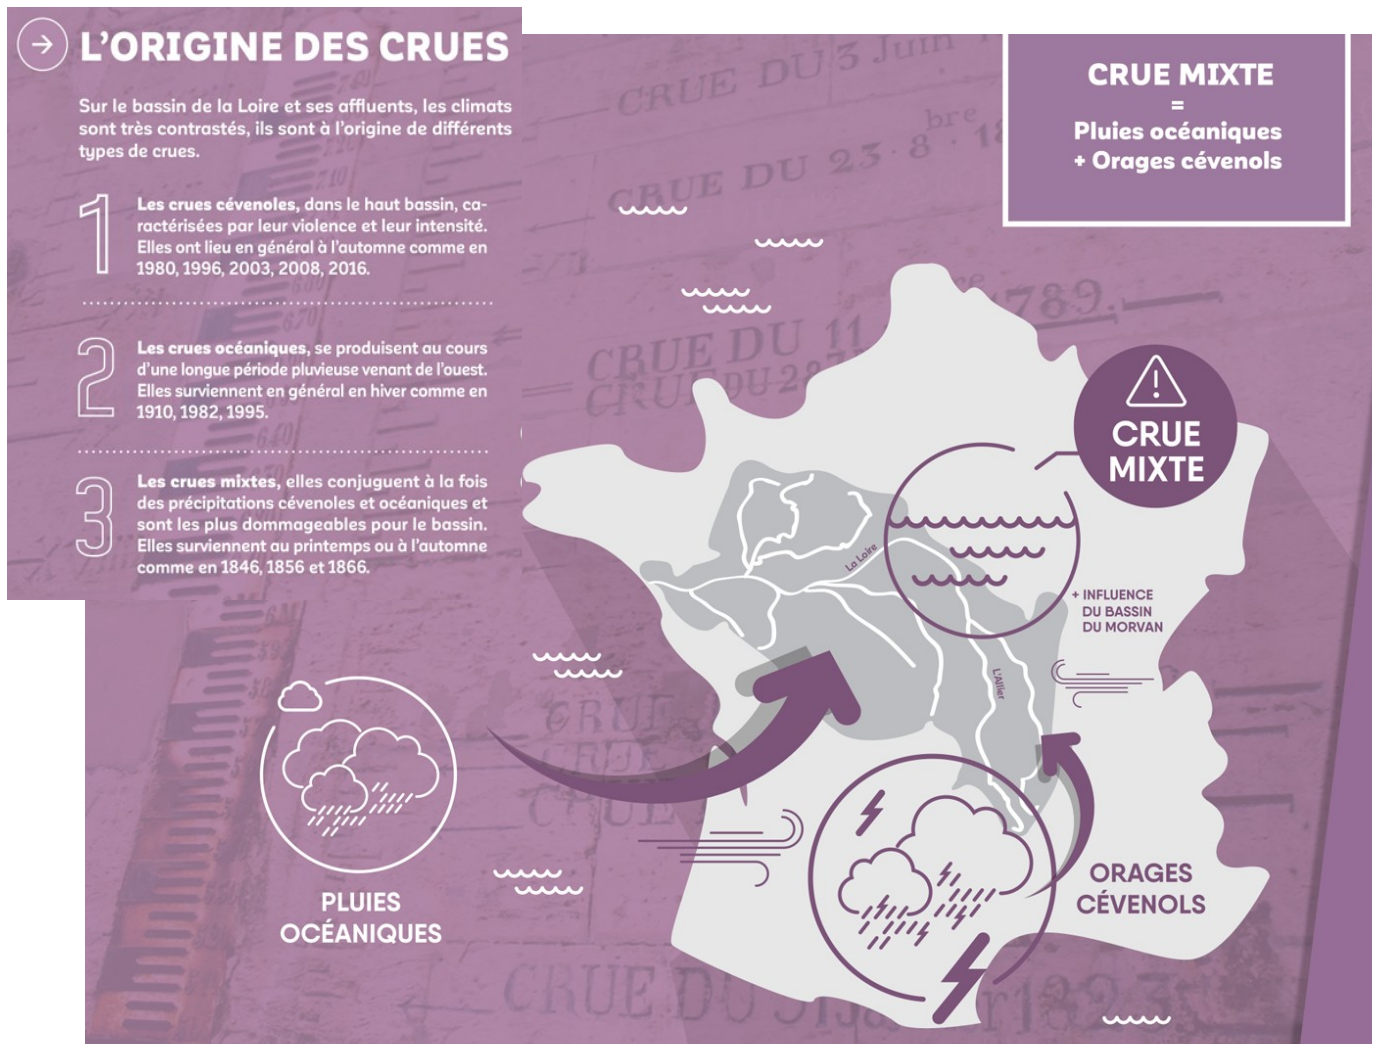 L'ORIGINE DES CRUES
Sur le bassin de la Loire et ses affluents, les climats
sont très contrastés, ils sont à l'origine de différents
types de crues.
1
Les crues cévenoles, dans le haut bassin, ca-
ractérisées par leur violence et leur intensité.
Elles ont lieu en général à l'automne comme en
1980, 1996, 2003, 2008, 2016.
2
Les crues océaniques, se produisent au cours
d'une longue période pluvieuse venant de l'ouest.
Elles surviennent en général en hiver comme en
1910, 1982, 1995.
3
Les crues mixtes, elles conjuguent à la fois
des précipitations cévenoles et océaniques et
sont les plus dommageables pour le bassin.
Elles surviennent au printemps ou à l'automne
comme en 1846, 1856 et 1866.
CRUE MIXTE
=
Pluies océaniques
+ Orages cévenols
CRUE DU 3 Juin
bre
CRUE DU 23 · 8
789.
CRUE DU 11
CRUE DU 28
CRUE
MIXTE
La Loire
+ INFLUENCE
DU BASSIN
DU MORVAN
L'Allier
CRUE
CRUE
PLUIES
OCÉANIQUES
ORAGES
CÉVENOLS
CRUE DU